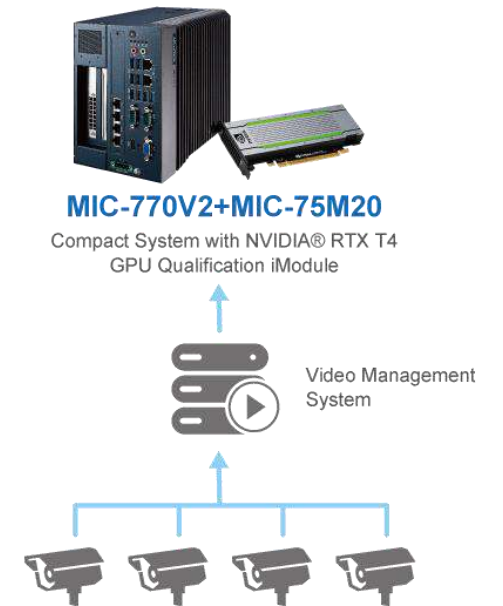 MIC-770V2+MIC-75M20
Compact System with NVIDIA® RTX T4
GPU Qualification iModule
Video Management
System